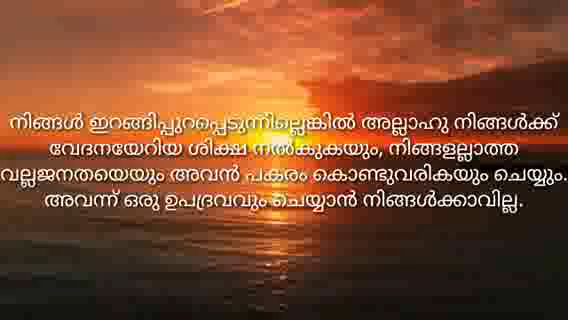 നിങ്ങൾ ഇറങ്ങിപ്പുറപ്പെടുന്നില്ലെങ്കിൽ അല്ലാഹു നിങ്ങൾക്ക്
വേദനയേറിയ ശിക്ഷ നൽകുകയും, നിങ്ങളല്ലാത്ത
വല്ലജനതയെയും അവൻ പകരം കൊണ്ടുവരികയും ചെയ്യും.
അവന്ന് ഒരു ഉപദ്രവവും ചെയ്യാൻ നിങ്ങൾക്കാവില്ല.